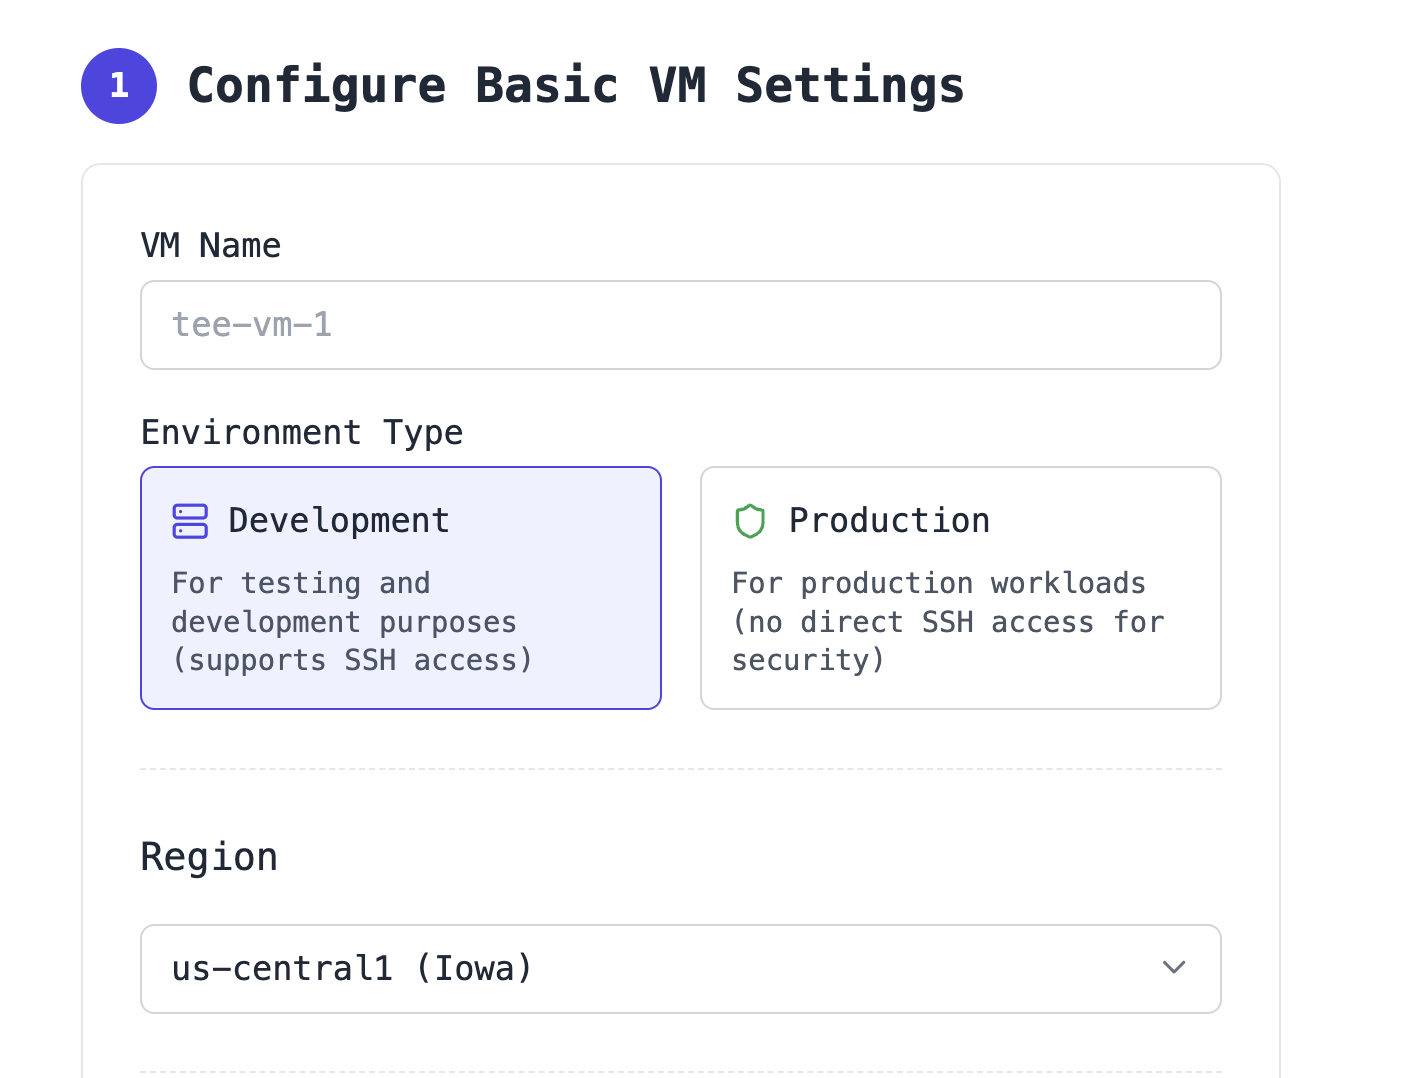 1
Configure Basic VM Settings
VM Name
tee-vm-1
Environment Type
Development
For testing and
development purposes
(supports SSH access)
Production
For production workloads
(no direct SSH access for
security)
Region
us-central1 (Iowa)